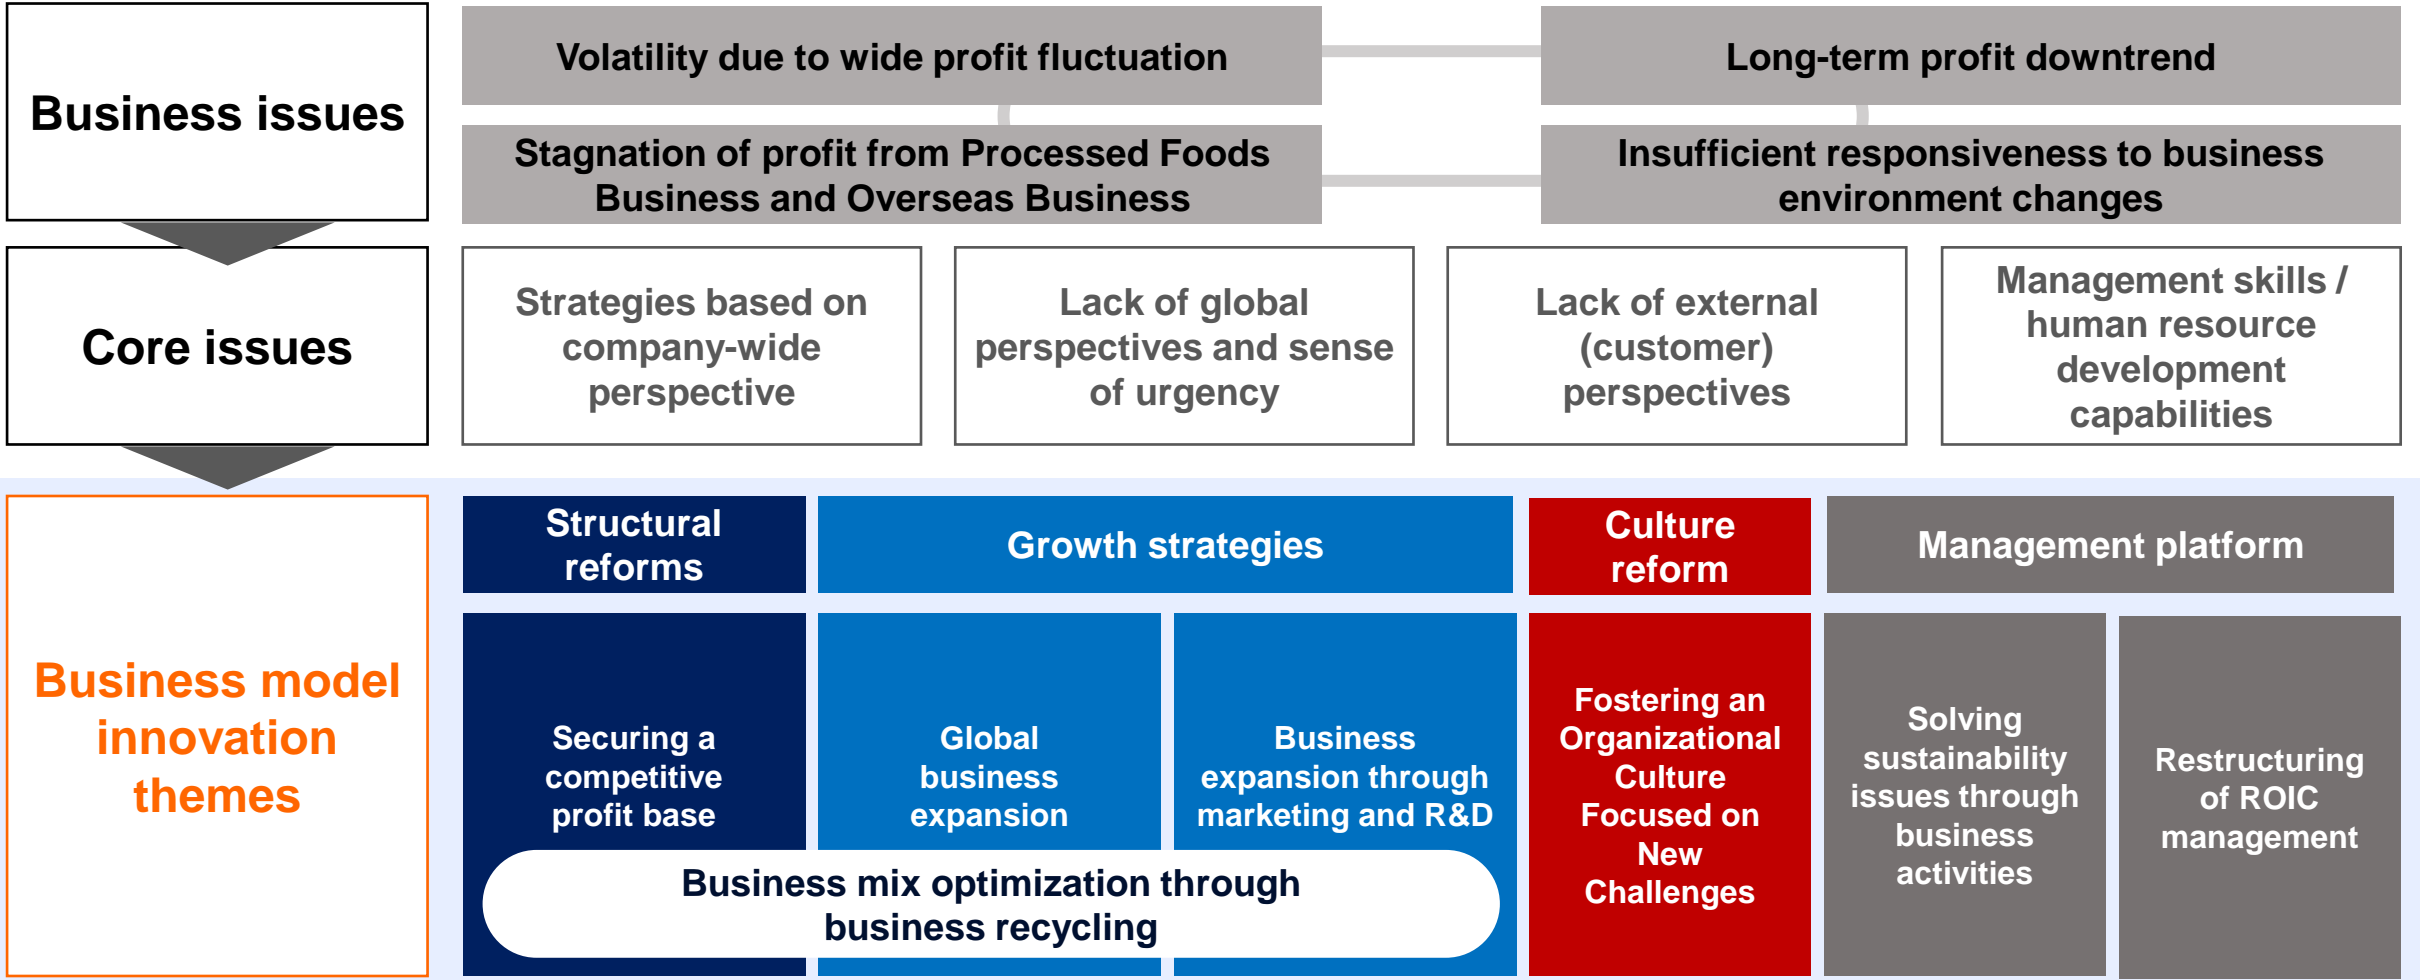 Business issues
Volatility due to wide profit fluctuation
Long-term profit downtrend
Stagnation of profit from Processed Foods
Business and Overseas Business
Insufficient responsiveness to business
environment changes
Core issues
Strategies based on
company-wide
perspective
Lack of global
perspectives and sense
of urgency
Lack of external
(customer)
perspectives
Management skills /
human resource
development
capabilities
Business model
innovation
themes
Structural
reforms
Growth strategies
Culture
reform
Management platform
Securing a
competitive
profit base
Global
business
expansion
Business
expansion through
marketing and R&D
Fostering an
Organizational
Culture
Focused on
New
Challenges
Solving
sustainability
issues through
business
activities
Restructuring
of ROIC
management
Business mix optimization through
business recycling